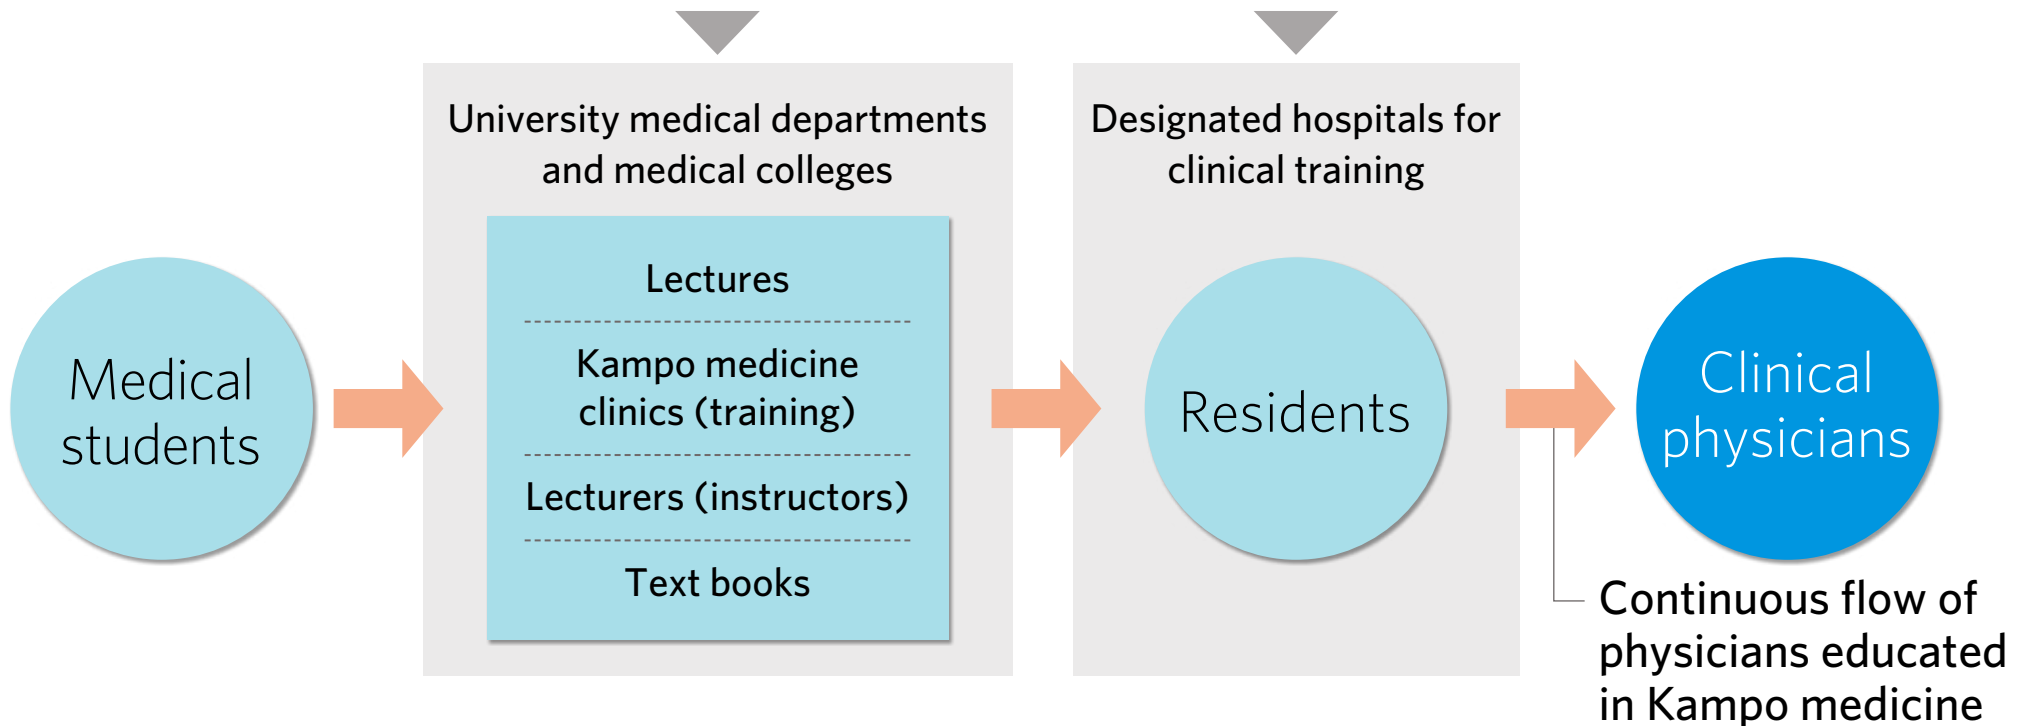 University medical departments
and medical colleges
Designated hospitals for
clinical training
Medical
students
Lectures
Kampo medicine
clinics (training)
Lecturers (instructors)
Text books
Residents
Clinical
physicians
Continuous flow of
physicians educated
in Kampo medicine